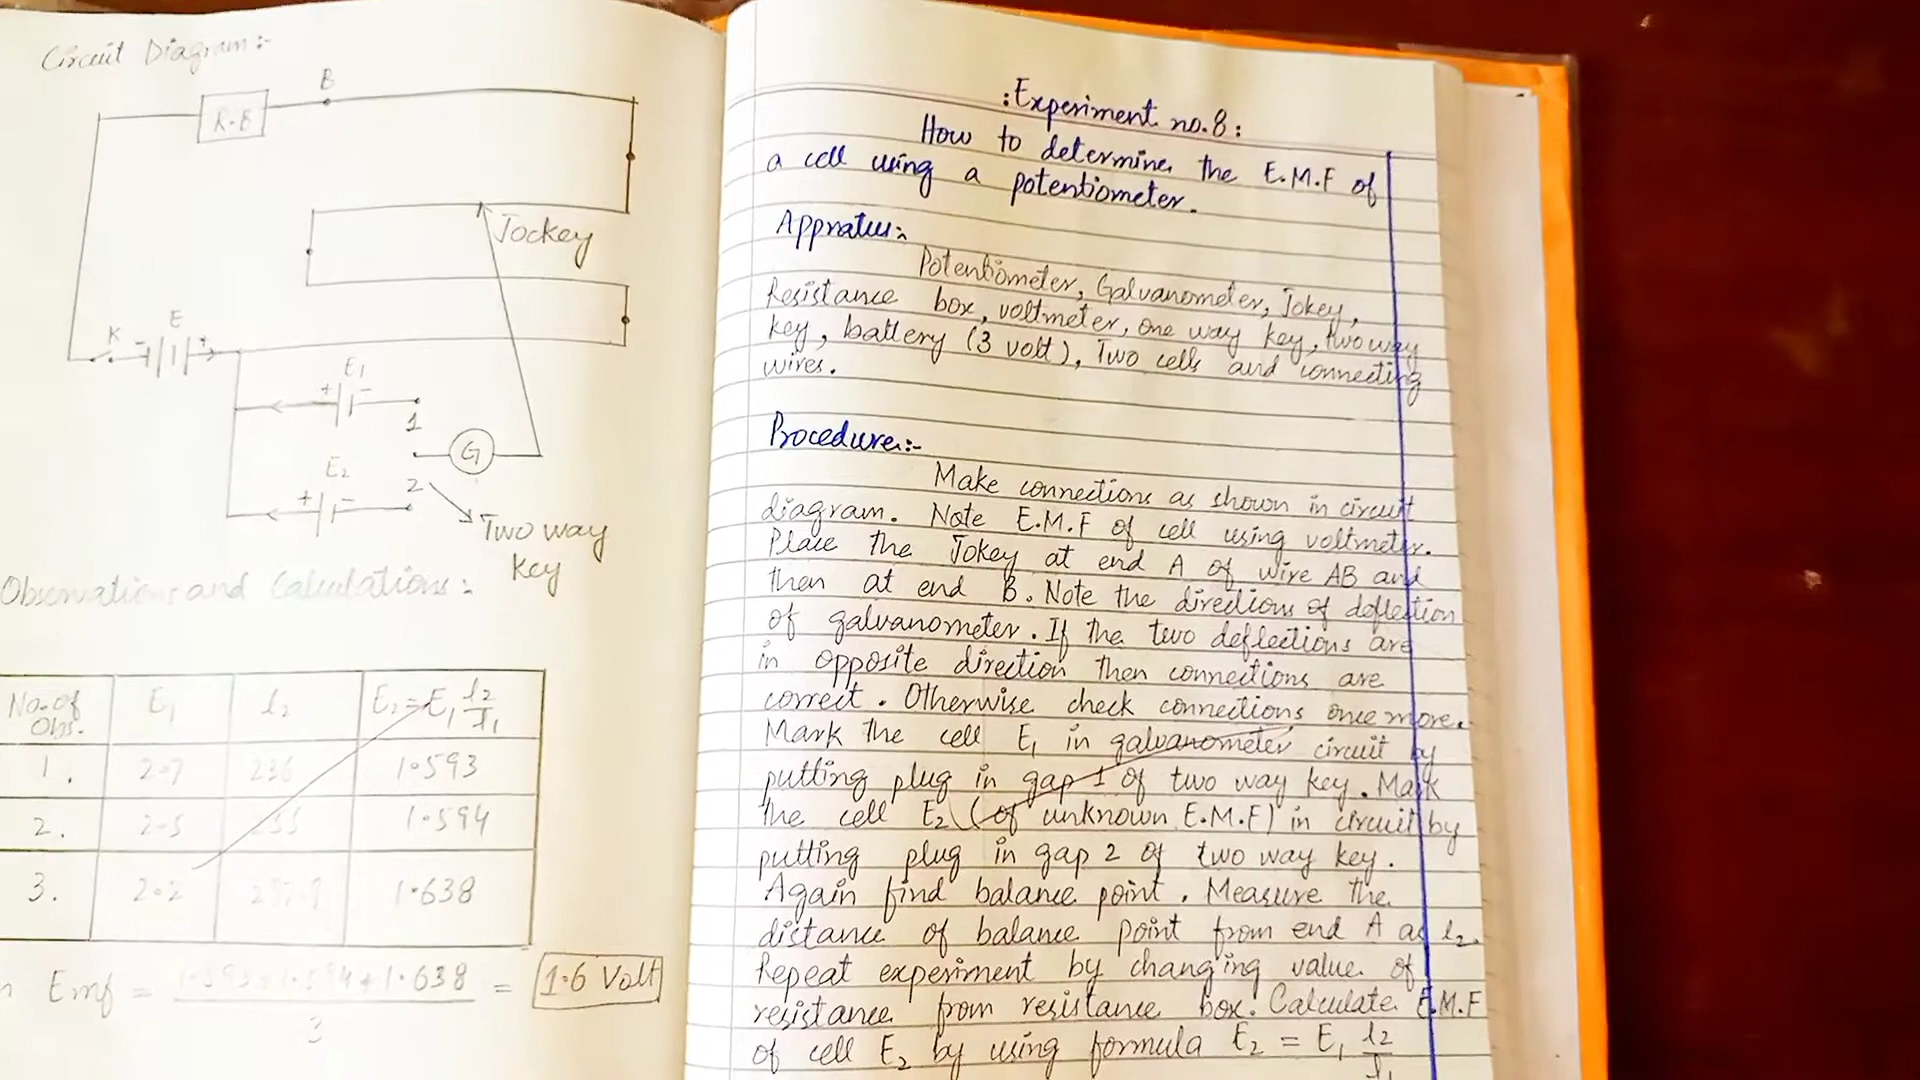 Circuit Diagram:-
B
R-B
Jockey
K
E
- +
E1
+ -
1
G
E2
+ -
2
Two way
Key
Observations and Calculations:
No. of Obs. E1 l2 E2 = E1 l2/l1
1. 2.7 236 1.593
2. 2.5 255 1.594
3. 2.2 1.638
Emf = 1.593+1.594+1.638 / 3 = 1.6 Volt
:Experiment no.8:
How to determine the E.M.F of
a cell using a potentiometer.
Appratus:-
Potentiometer, Galvanometer, Jokey,
Resistance box, voltmeter, one way key, two way
key, battery (3 volt), Two cells and connecting
wires.
Procedure:-
Make connections as shown in circuit
diagram. Note E.M.F of cell using voltmeter.
Place the Jokey at end A of wire AB and
then at end B. Note the directions of deflection
of galvanometer. If the two deflections are
in opposite direction then connections are
correct. Otherwise check connections once more.
Mark the cell E1 in galvanometer circuit by
putting plug in gap 1 of two way key. Mark
the cell E2 (of unknown E.M.F) in circuit by
putting plug in gap 2 of two way key.
Again find balance point. Measure the
distance of balance point from end A as l2.
Repeat experiment by changing value of
resistance from resistance box. Calculate E.M.F
of cell E2 by using formula E2 = E1 l2/l1